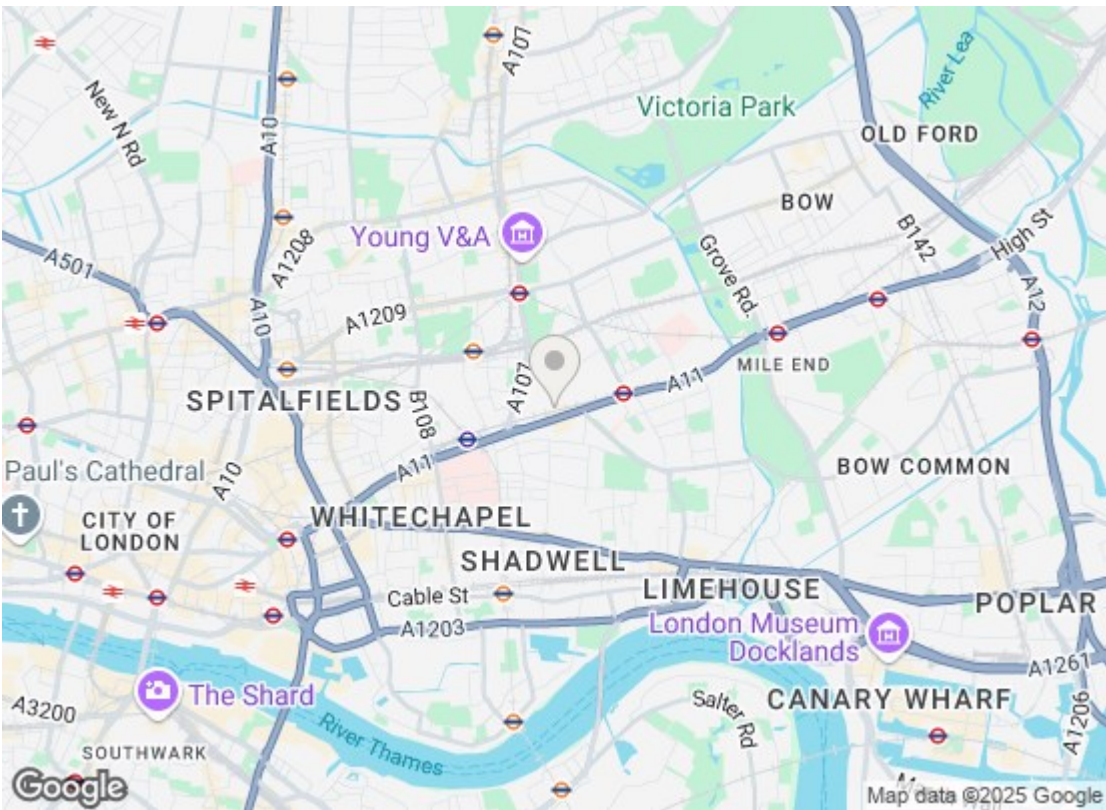 A107
New N Rd
A10
Victoria Park
River Lea
OLD FORD
BOW
Young V&A
A1208
B142
High St
A501
Grove Rd.
A10
A1209
A12
MILE END
A107
A11
SPITALFIELDS
B108
A11
Paul's Cathedral
A10
BOW COMMON
CITY OF
LONDON
WHITECHAPEL
SHADWELL
Cable St
LIMEHOUSE
POPLAR
A1203
London Museum
Docklands
A1261
The Shard
CANARY WHARF
A3200
Salter Rd
A1206
River Thames
SOUTHWARK
Google
Map data ©2025 Google